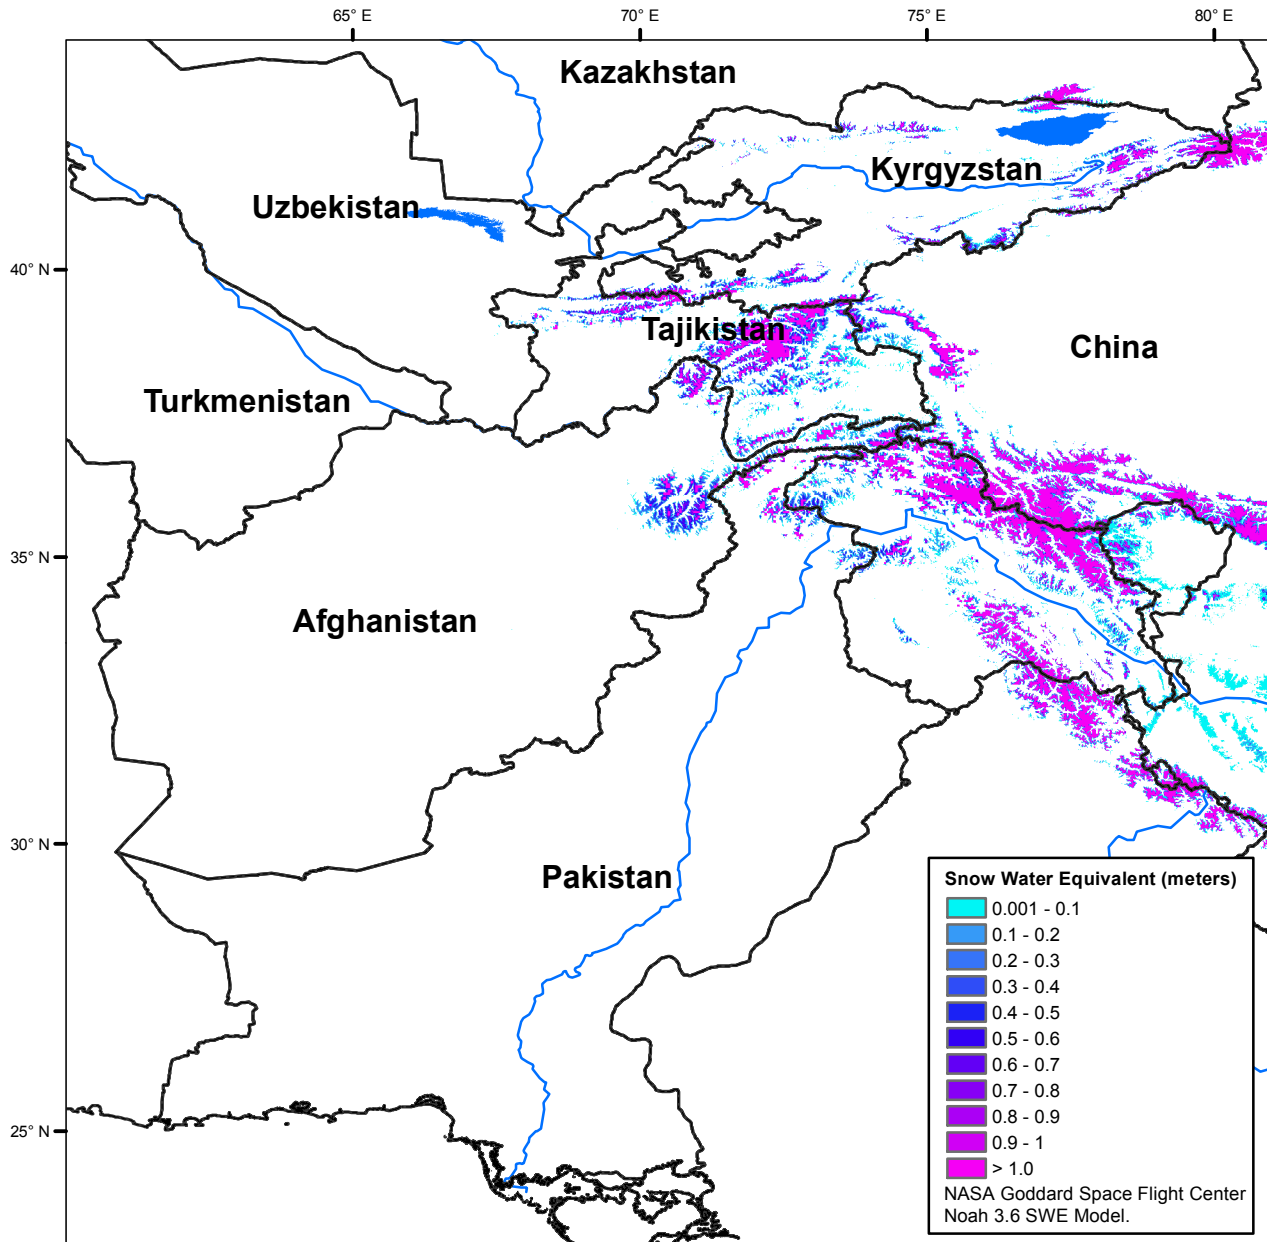 65° E
70° E
75° E
80° E
Kazakhstan
Kyrgyzstan
Uzbekistan
40° N
Tajikistan
China
Turkmenistan
35° N
Afghanistan
30° N
Pakistan
25° N
Snow Water Equivalent (meters)
0.001 - 0.1
0.1 - 0.2
0.2 - 0.3
0.3 - 0.4
0.4 - 0.5
0.5 - 0.6
0.6 - 0.7
0.7 - 0.8
0.8 - 0.9
0.9 - 1
> 1.0
NASA Goddard Space Flight Center
Noah 3.6 SWE Model.